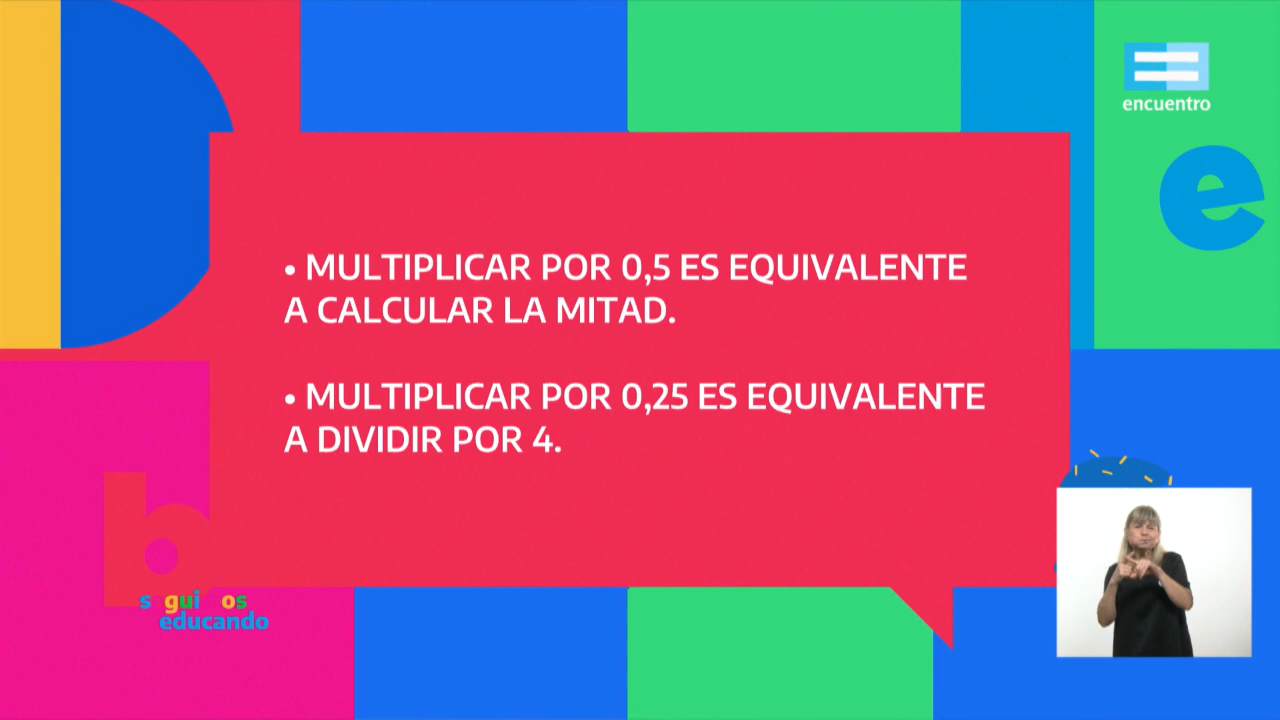 encuentro
e
• MULTIPLICAR POR 0,5 ES EQUIVALENTE
A CALCULAR LA MITAD.
• MULTIPLICAR POR 0,25 ES EQUIVALENTE
A DIVIDIR POR 4.
b
seguimos
educando